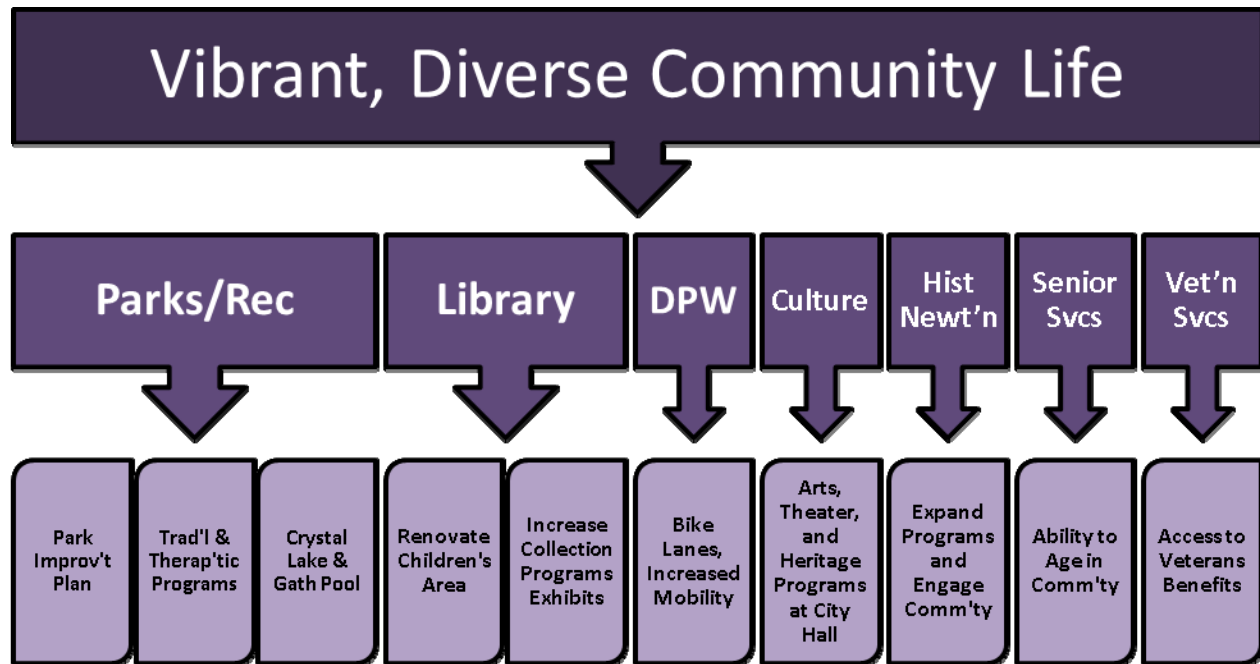 Vibrant, Diverse Community Life
Parks/Rec
Library
DPW
Culture
Hist
Newt'n
Senior
Svcs
Vet'n
Svcs
Park
Improv't
Plan
Trad'l &
Therap'tic
Programs
Crystal
Lake &
Gath Pool
Renovate
Children's
Area
Increase
Collection
Programs
Exhibits
Bike
Lanes,
Increased
Mobility
Arts,
Theater,
and
Heritage
Programs
at City
Hall
Expand
Programs
and
Engage
Comm'ty
Ability to
Age in
Comm'ty
Access to
Veterans
Benefits